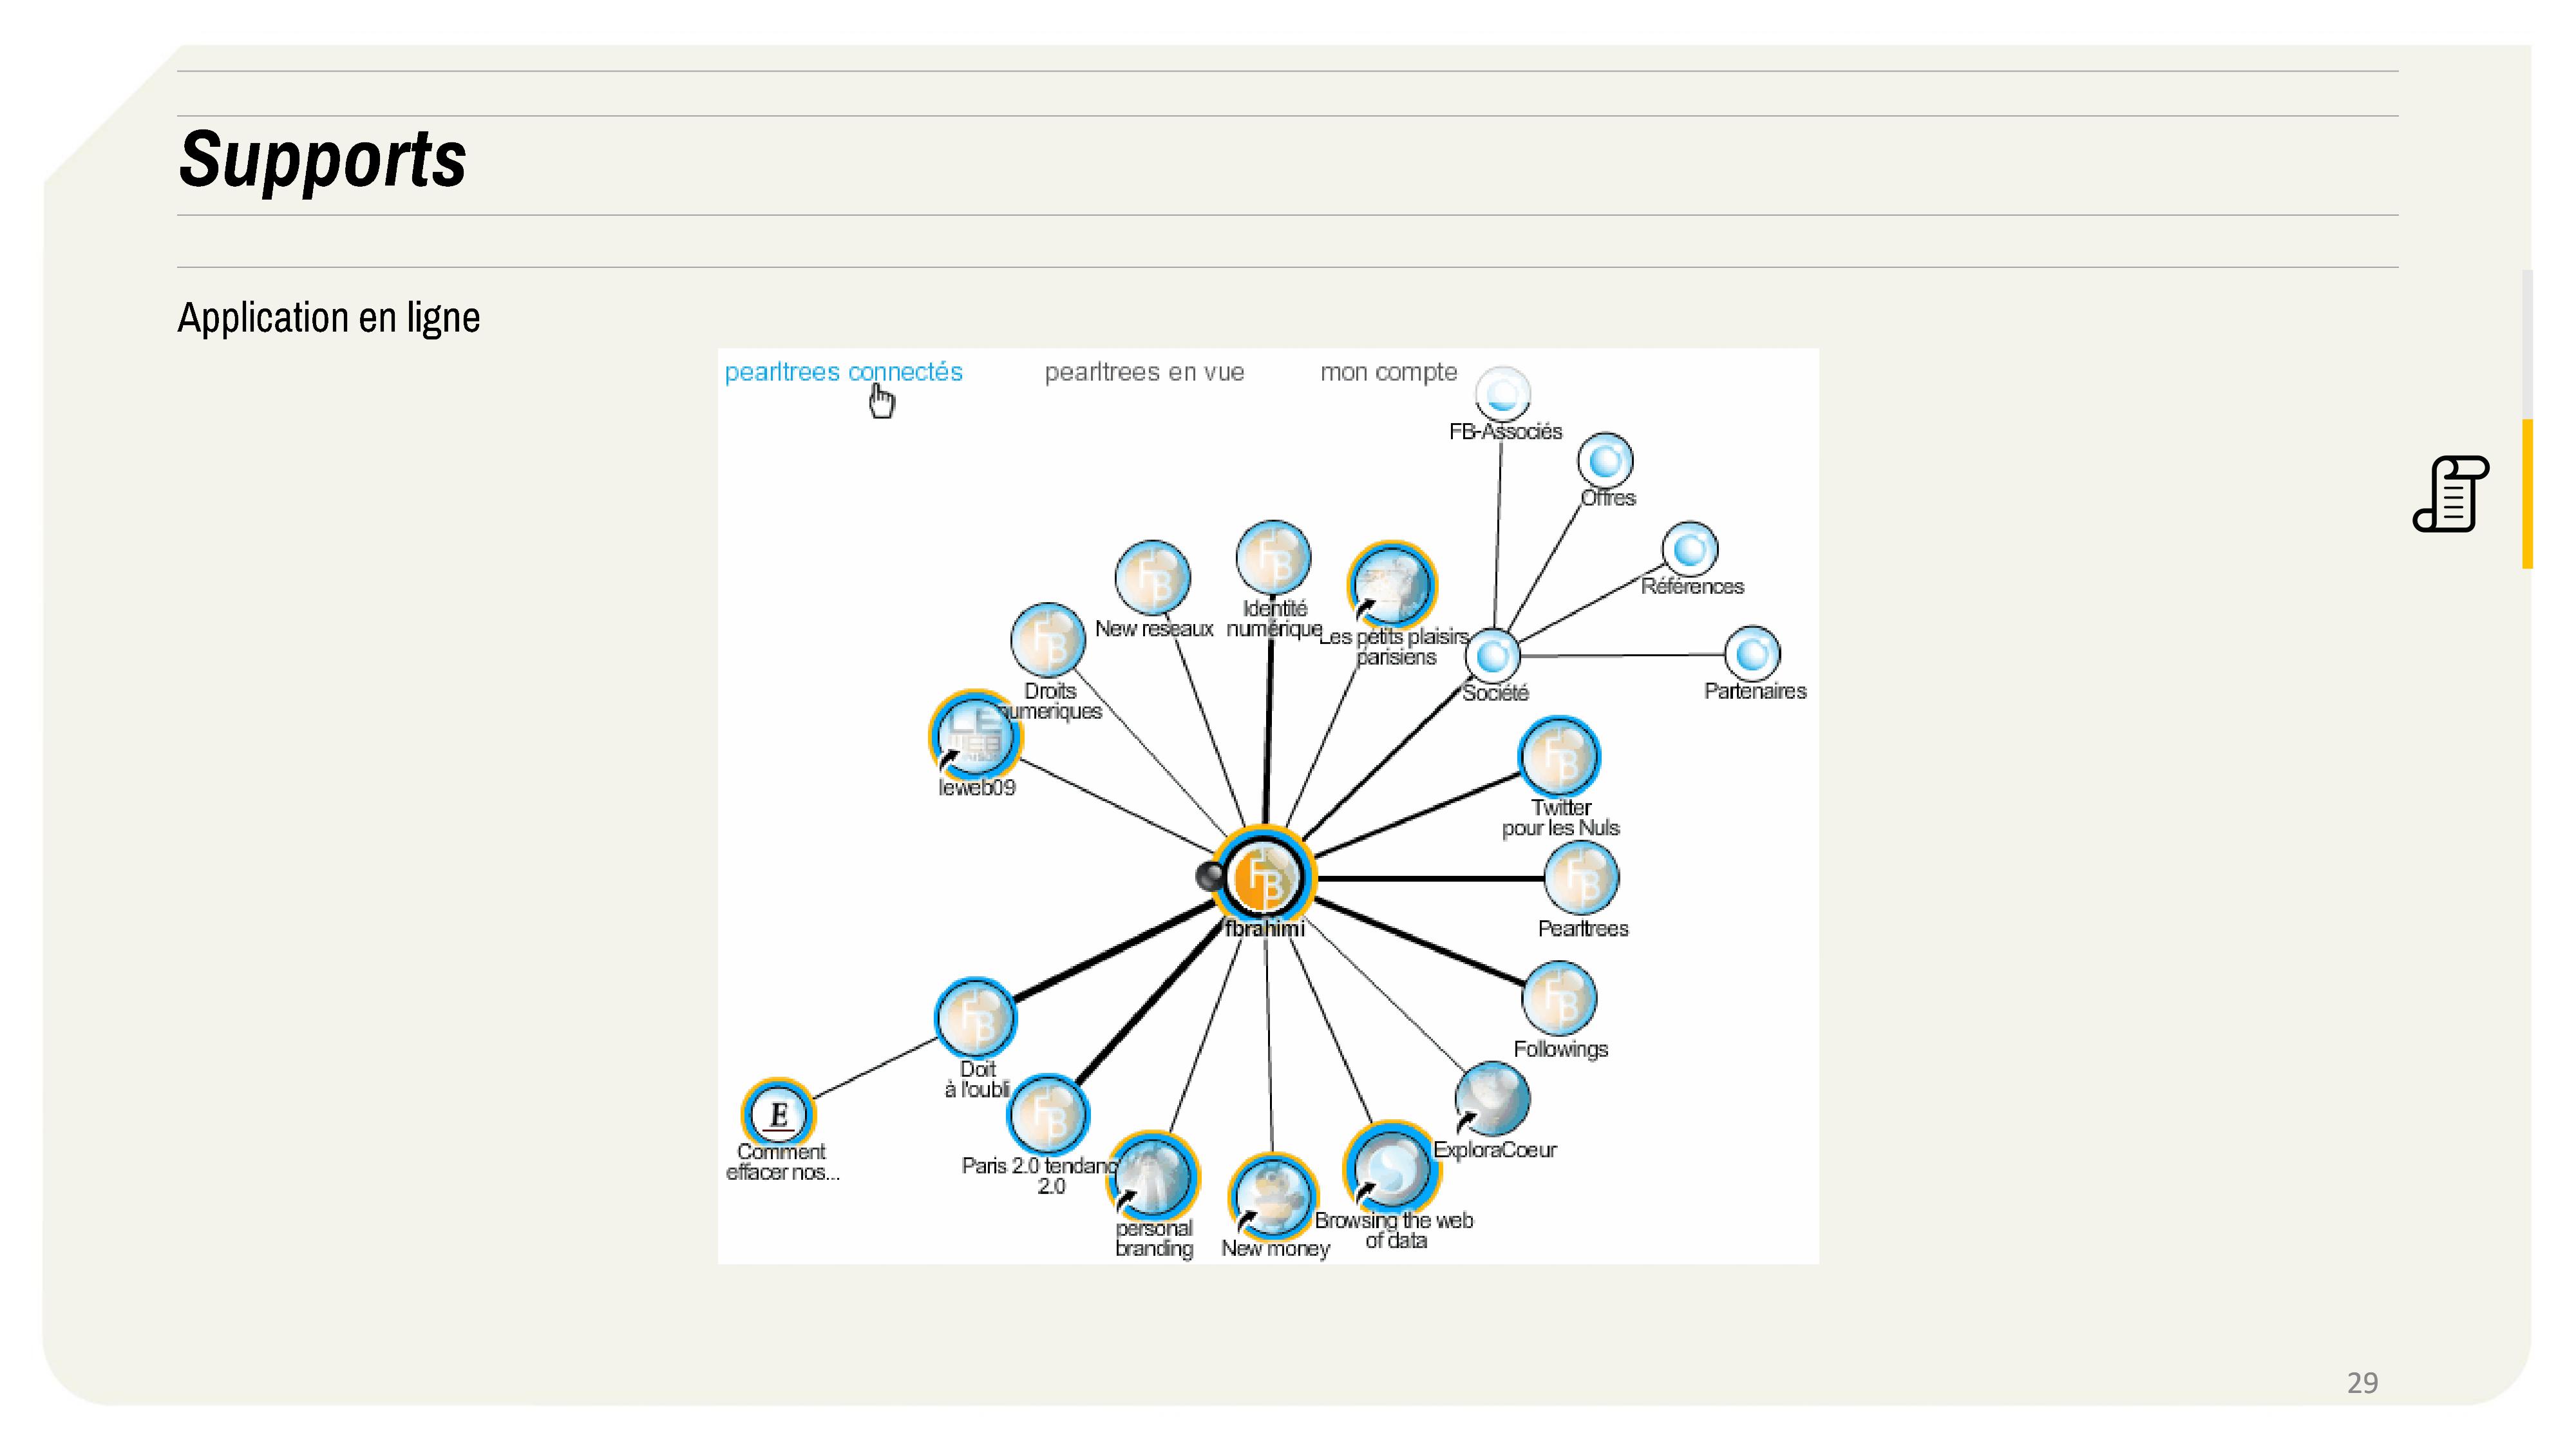 Supports
Application en ligne
pearltrees connectés
pearltrees en vue
mon compte
FB-Associés
Offres
Références
Partenaires
Société
Identité
numérique
New reseaux
Les petits plaisirs
parisiens
Droits
numeriques
leweb09
Twitter
pour les Nuls
Pearltrees
fbrahimi
Followings
Doit
à l'oubli
ExploraCoeur
E
Comment
effacer nos...
Paris 2.0 tendanc
2.0
personal
branding
New money
Browsing the web
of data
29